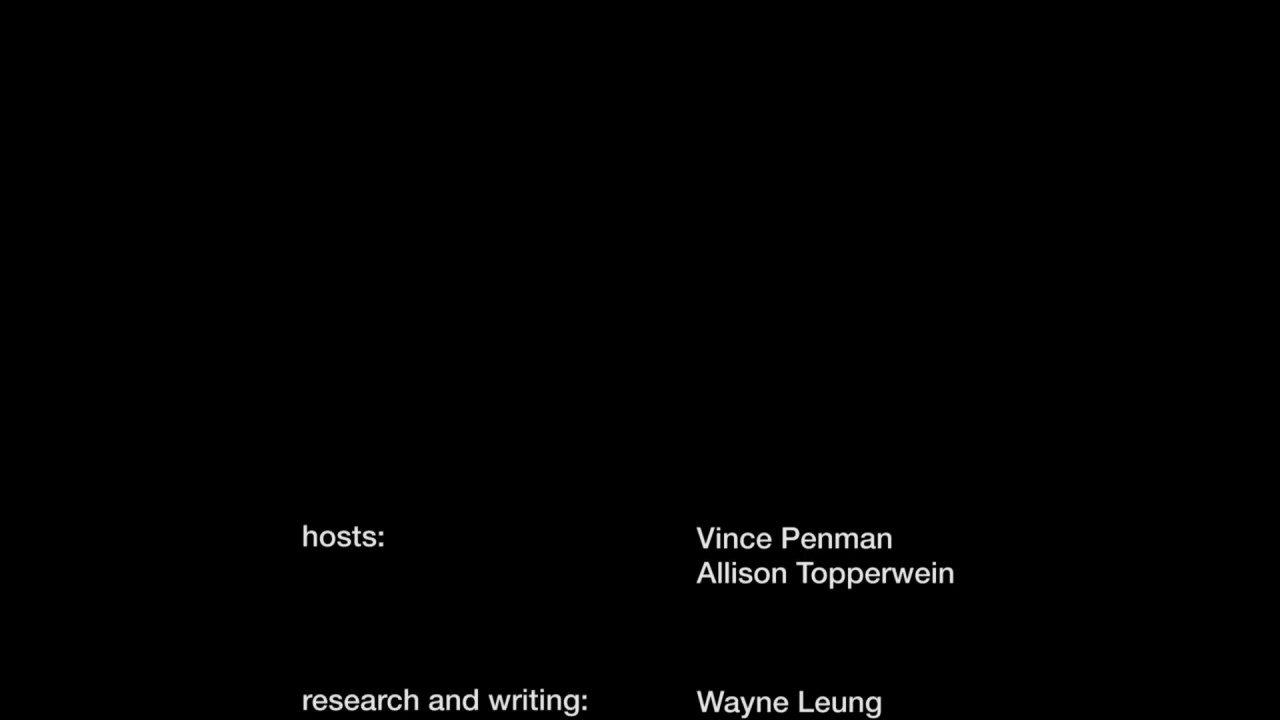 hosts: Vince Penman
Allison Topperwein
research and writing: Wayne Leung